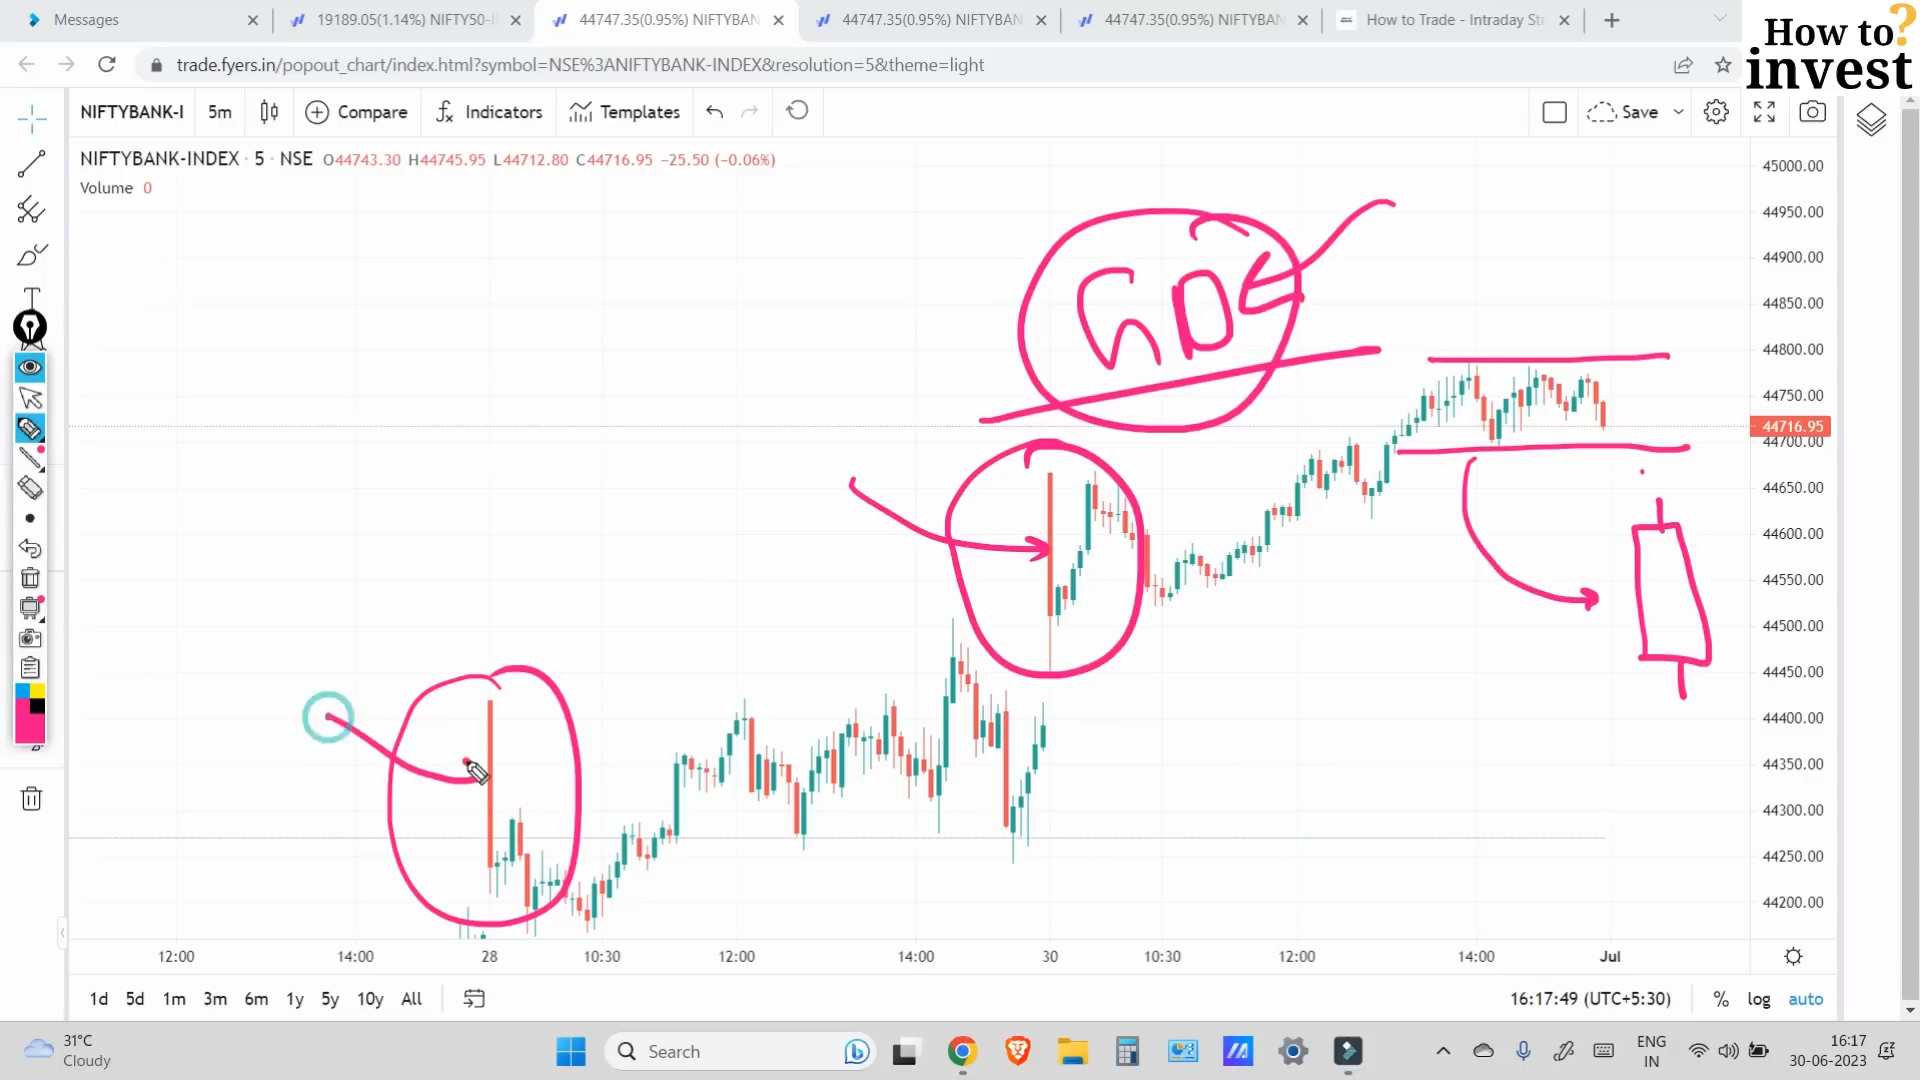 Messages
19189.05(1.14%) NIFTY50-I
44747.35(0.95%) NIFTYBAN
44747.35(0.95%) NIFTYBAN
44747.35(0.95%) NIFTYBAN
How to Trade - Intraday Str
How to?
invest
trade.fyers.in/popout_chart/index.html?symbol=NSE%3ANIFTYBANK-INDEX&resolution=5&theme=light
NIFTYBANK-I 5m Compare Indicators Templates Save
NIFTYBANK-INDEX · 5 · NSE O44743.30 H44745.95 L44712.80 C44716.95 −25.50 (−0.06%)
Volume 0
GD
45000.00
44950.00
44900.00
44850.00
44800.00
44750.00
44716.95
44700.00
44650.00
44600.00
44550.00
44500.00
44450.00
44400.00
44350.00
44300.00
44250.00
44200.00
12:00 14:00 28 10:30 12:00 14:00 30 10:30 12:00 14:00 Jul
1d 5d 1m 3m 6m 1y 5y 10y All
16:17:49 (UTC+5:30) % log auto
31°C
Cloudy
Search
ENG
IN
16:17
30-06-2023